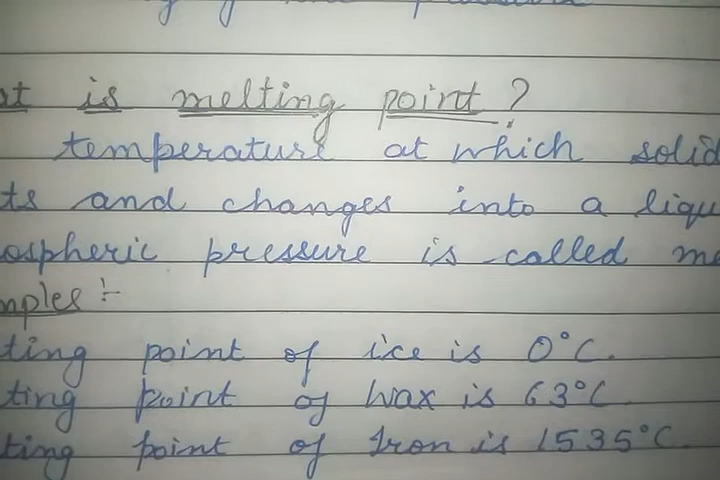 at is melting point?
temperature at which solid
ts and changes into a liqu
ospheric pressure is called me
mples :-
ting point of ice is 0°C.
ting point of wax is 63°C
ting point of Iron is 1535°C.